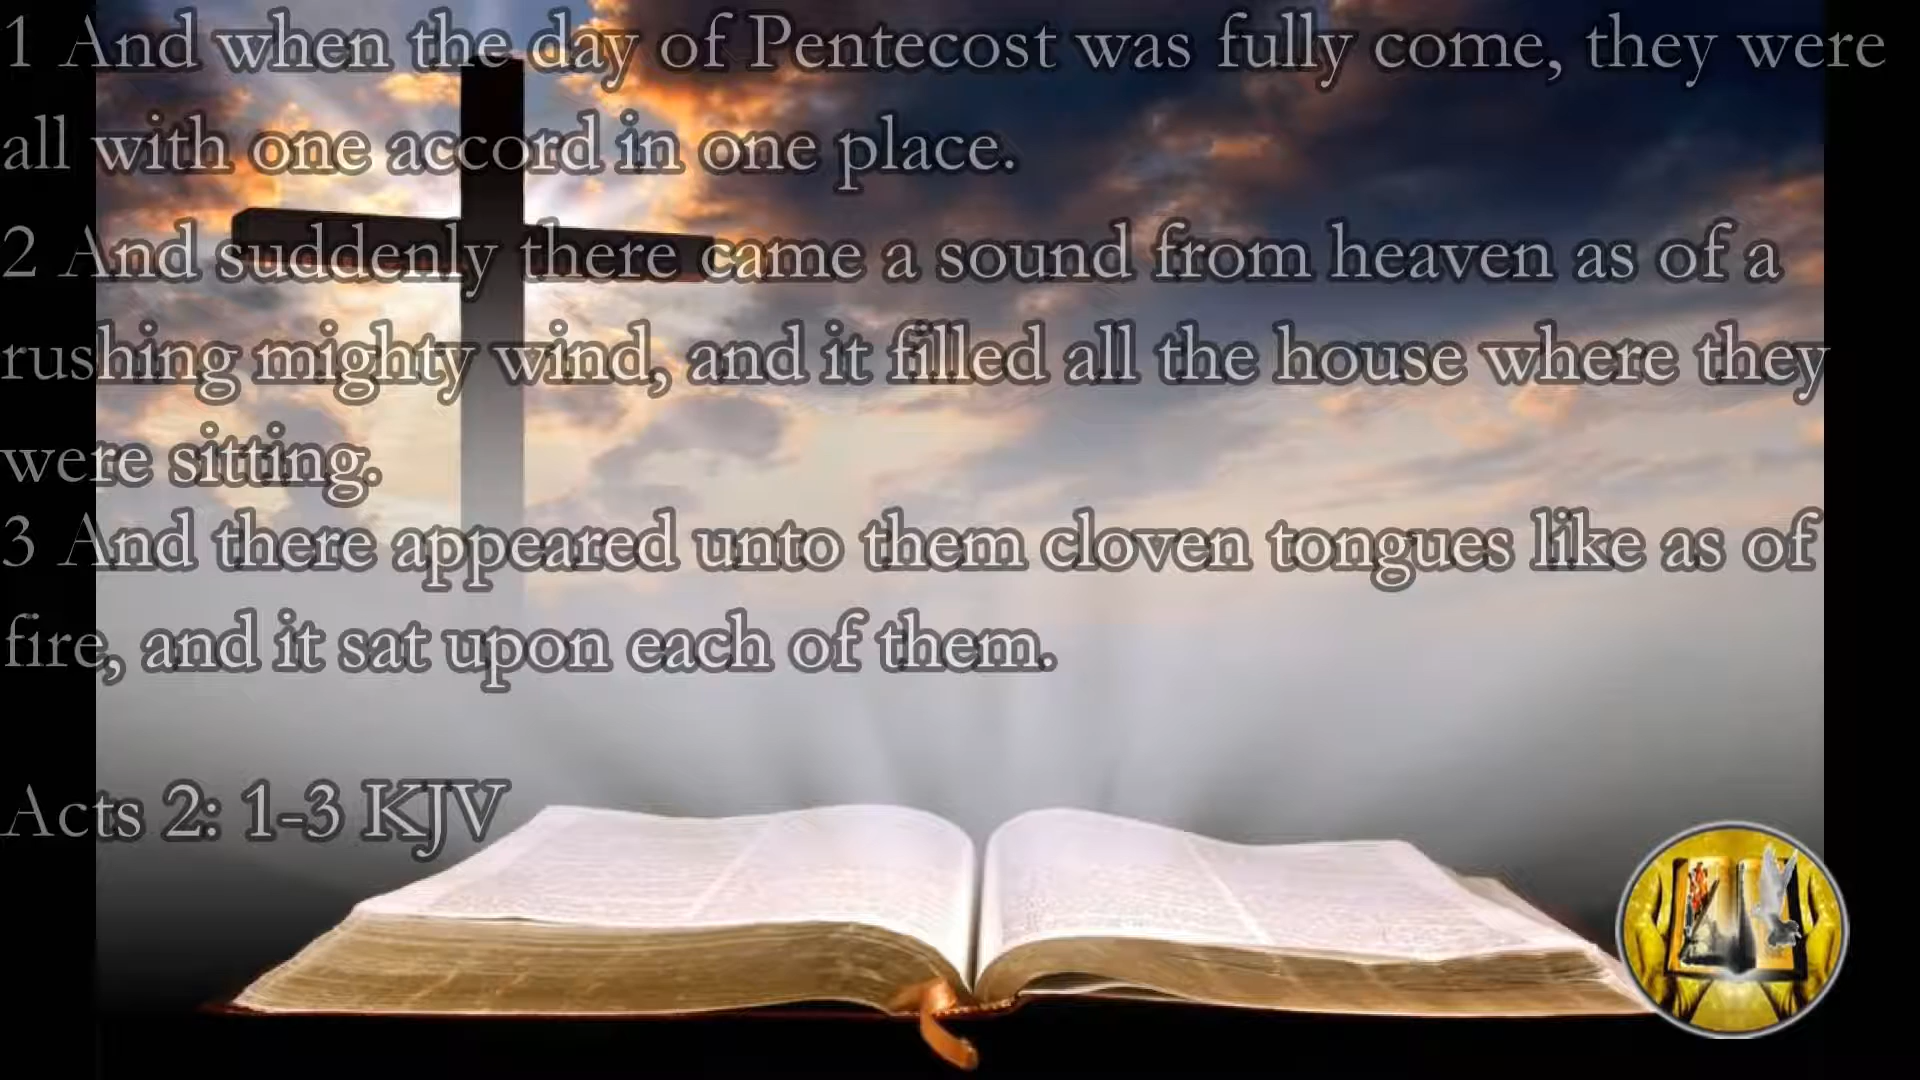 1 And when the day of Pentecost was fully come, they were
all with one accord in one place.
2 And suddenly there came a sound from heaven as of a
rushing mighty wind, and it filled all the house where they
were sitting.
3 And there appeared unto them cloven tongues like as of
fire, and it sat upon each of them.
Acts 2: 1-3 KJV